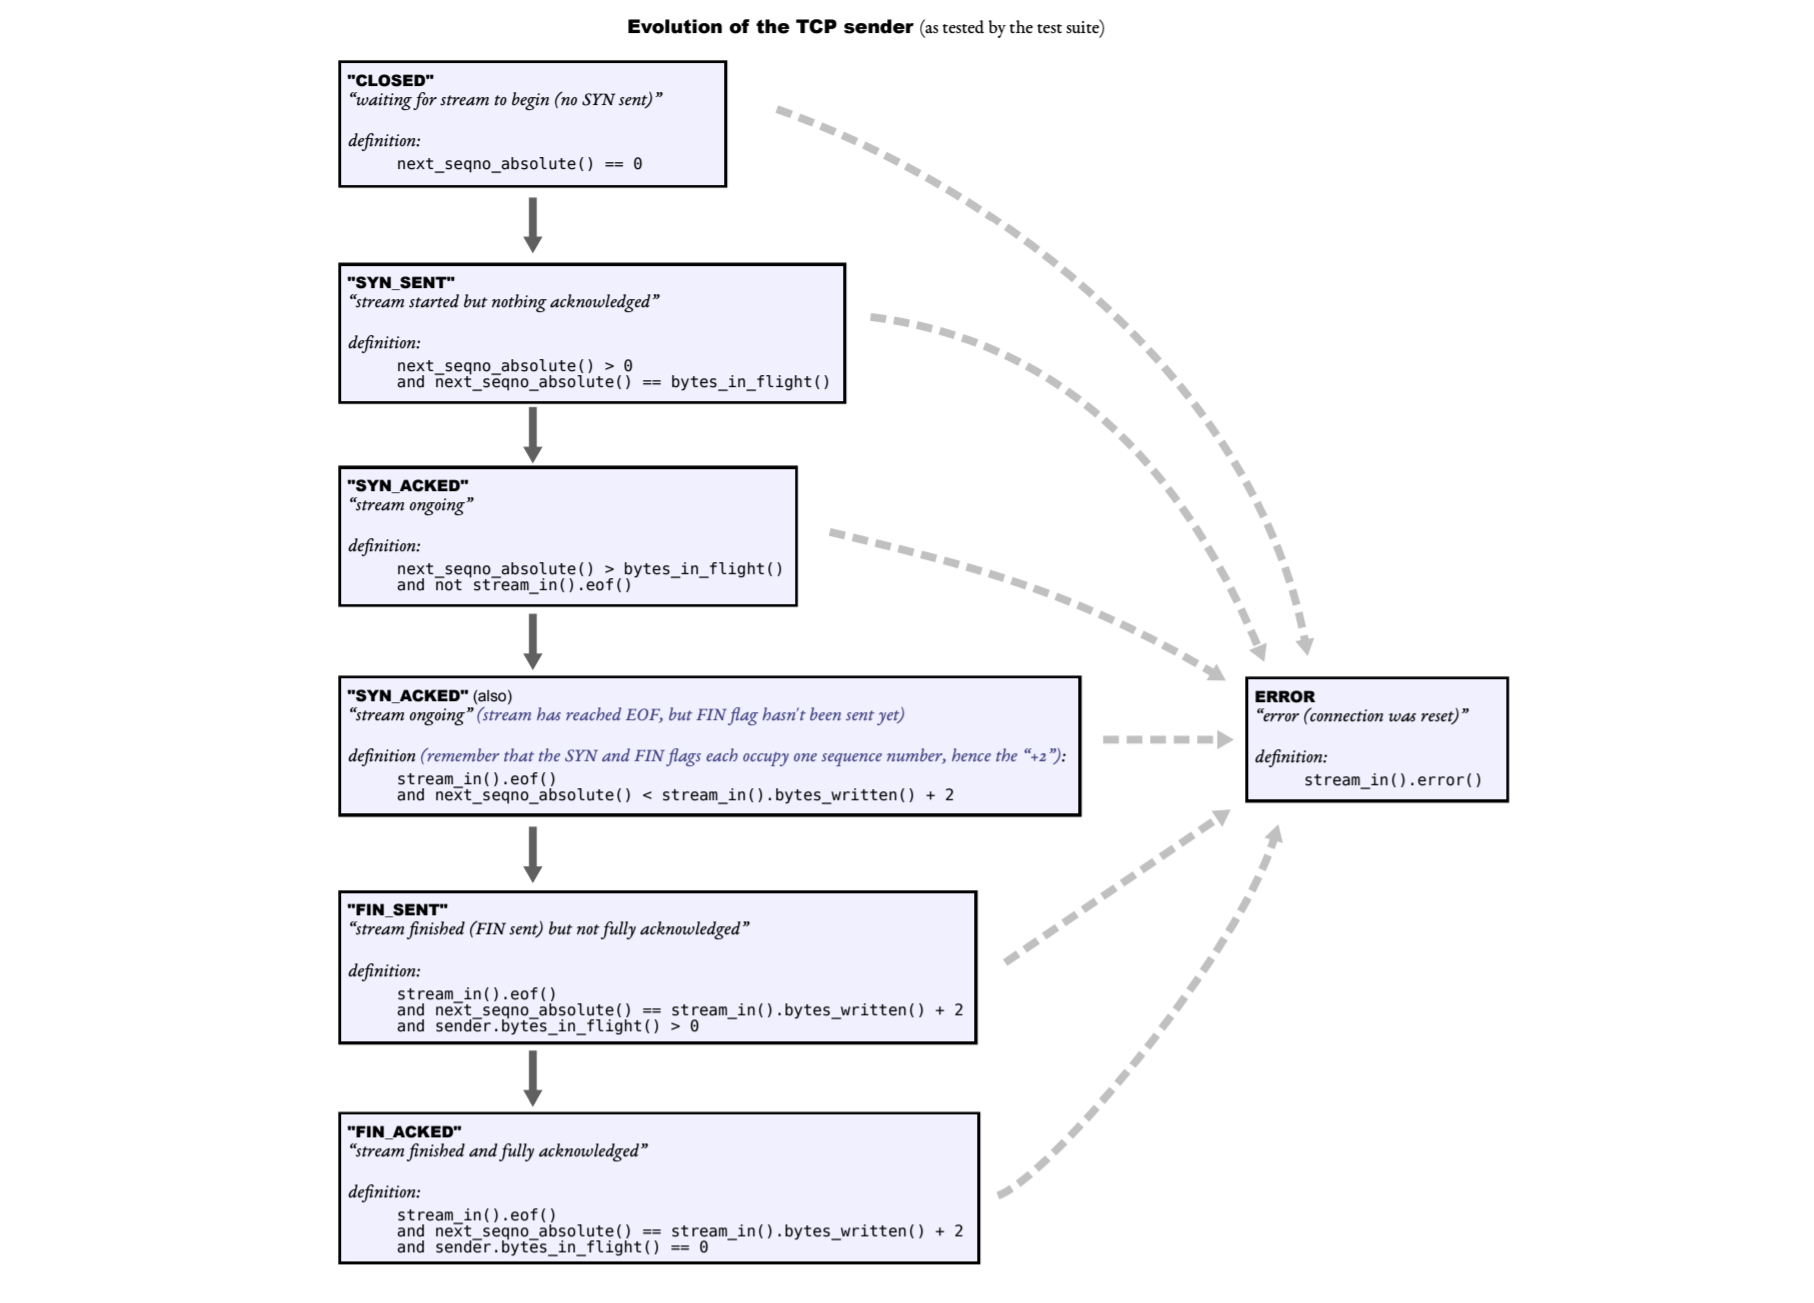 Evolution of the TCP sender (as tested by the test suite)
"CLOSED"
“waiting for stream to begin (no SYN sent)”
definition:
next_seqno_absolute() == 0
"SYN_SENT"
“stream started but nothing acknowledged”
definition:
next_seqno_absolute() > 0
and next_seqno_absolute() == bytes_in_flight()
"SYN_ACKED"
“stream ongoing”
definition:
next_seqno_absolute() > bytes_in_flight()
and not stream_in().eof()
"SYN_ACKED" (also)
“stream ongoing” (stream has reached EOF, but FIN flag hasn't been sent yet)
definition (remember that the SYN and FIN flags each occupy one sequence number, hence the “+2”):
stream_in().eof()
and next_seqno_absolute() < stream_in().bytes_written() + 2
ERROR
“error (connection was reset)”
definition:
stream_in().error()
"FIN_SENT"
“stream finished (FIN sent) but not fully acknowledged”
definition:
stream_in().eof()
and next_seqno_absolute() == stream_in().bytes_written() + 2
and sender.bytes_in_flight() > 0
"FIN_ACKED"
“stream finished and fully acknowledged”
definition:
stream_in().eof()
and next_seqno_absolute() == stream_in().bytes_written() + 2
and sender.bytes_in_flight() == 0